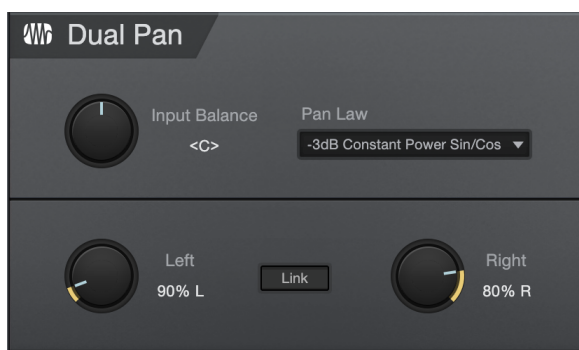 Dual Pan
Input Balance
<C>
Pan Law
-3dB Constant Power Sin/Cos
Left
90% L
Link
Right
80% R